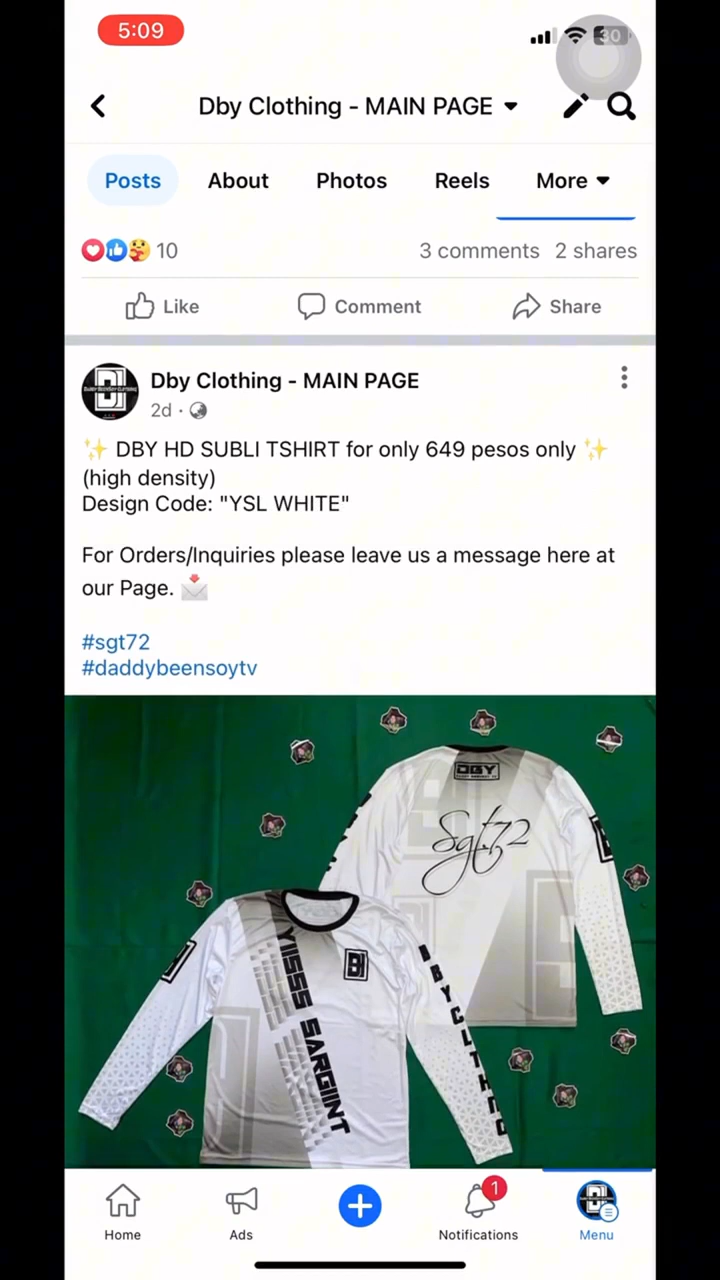 5:09
30
Dby Clothing - MAIN PAGE
Posts About Photos Reels More
10 3 comments 2 shares
Like Comment Share
Dby Clothing - MAIN PAGE
2d ·
✨ DBY HD SUBLI TSHIRT for only 649 pesos only ✨
(high density)
Design Code: "YSL WHITE"
For Orders/Inquiries please leave us a message here at
our Page. 📩
#sgt72
#daddybeensoytv
DBY
Sgt.72
YIISSS SARGINT
DBYCLTHNG
1
Home Ads Notifications Menu